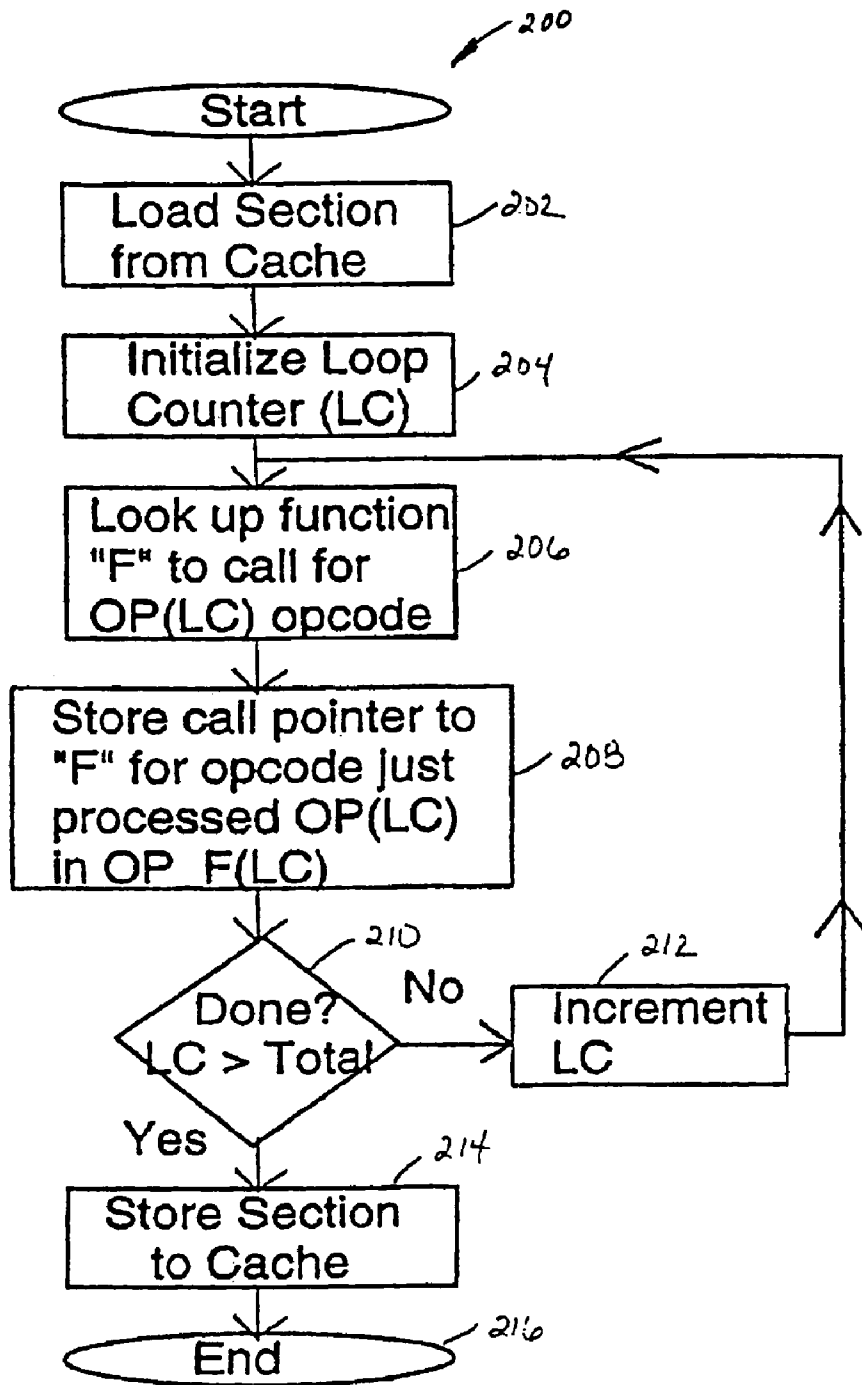 200
Start
Load Section
from Cache
202
Initialize Loop
Counter (LC)
204
Look up function
"F" to call for
OP(LC) opcode
206
Store call pointer to
"F" for opcode just
processed OP(LC)
in OP F(LC)
208
210
Done?
LC > Total
No
212
Increment
LC
Yes
214
Store Section
to Cache
End
216